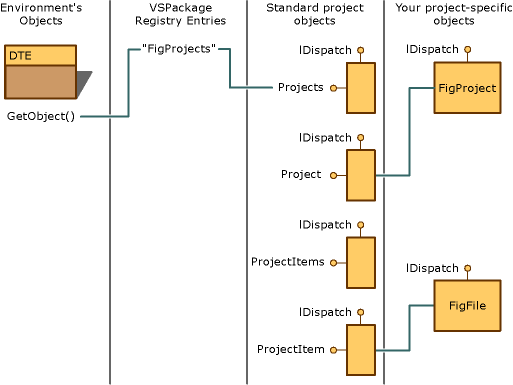 Environment's
Objects
VSPackage
Registry Entries
Standard project
objects
Your project-specific
objects
DTE
GetObject()
"FigProjects"
IDispatch
Projects
IDispatch
Project
IDispatch
ProjectItems
IDispatch
ProjectItem
IDispatch
FigProject
IDispatch
FigFile